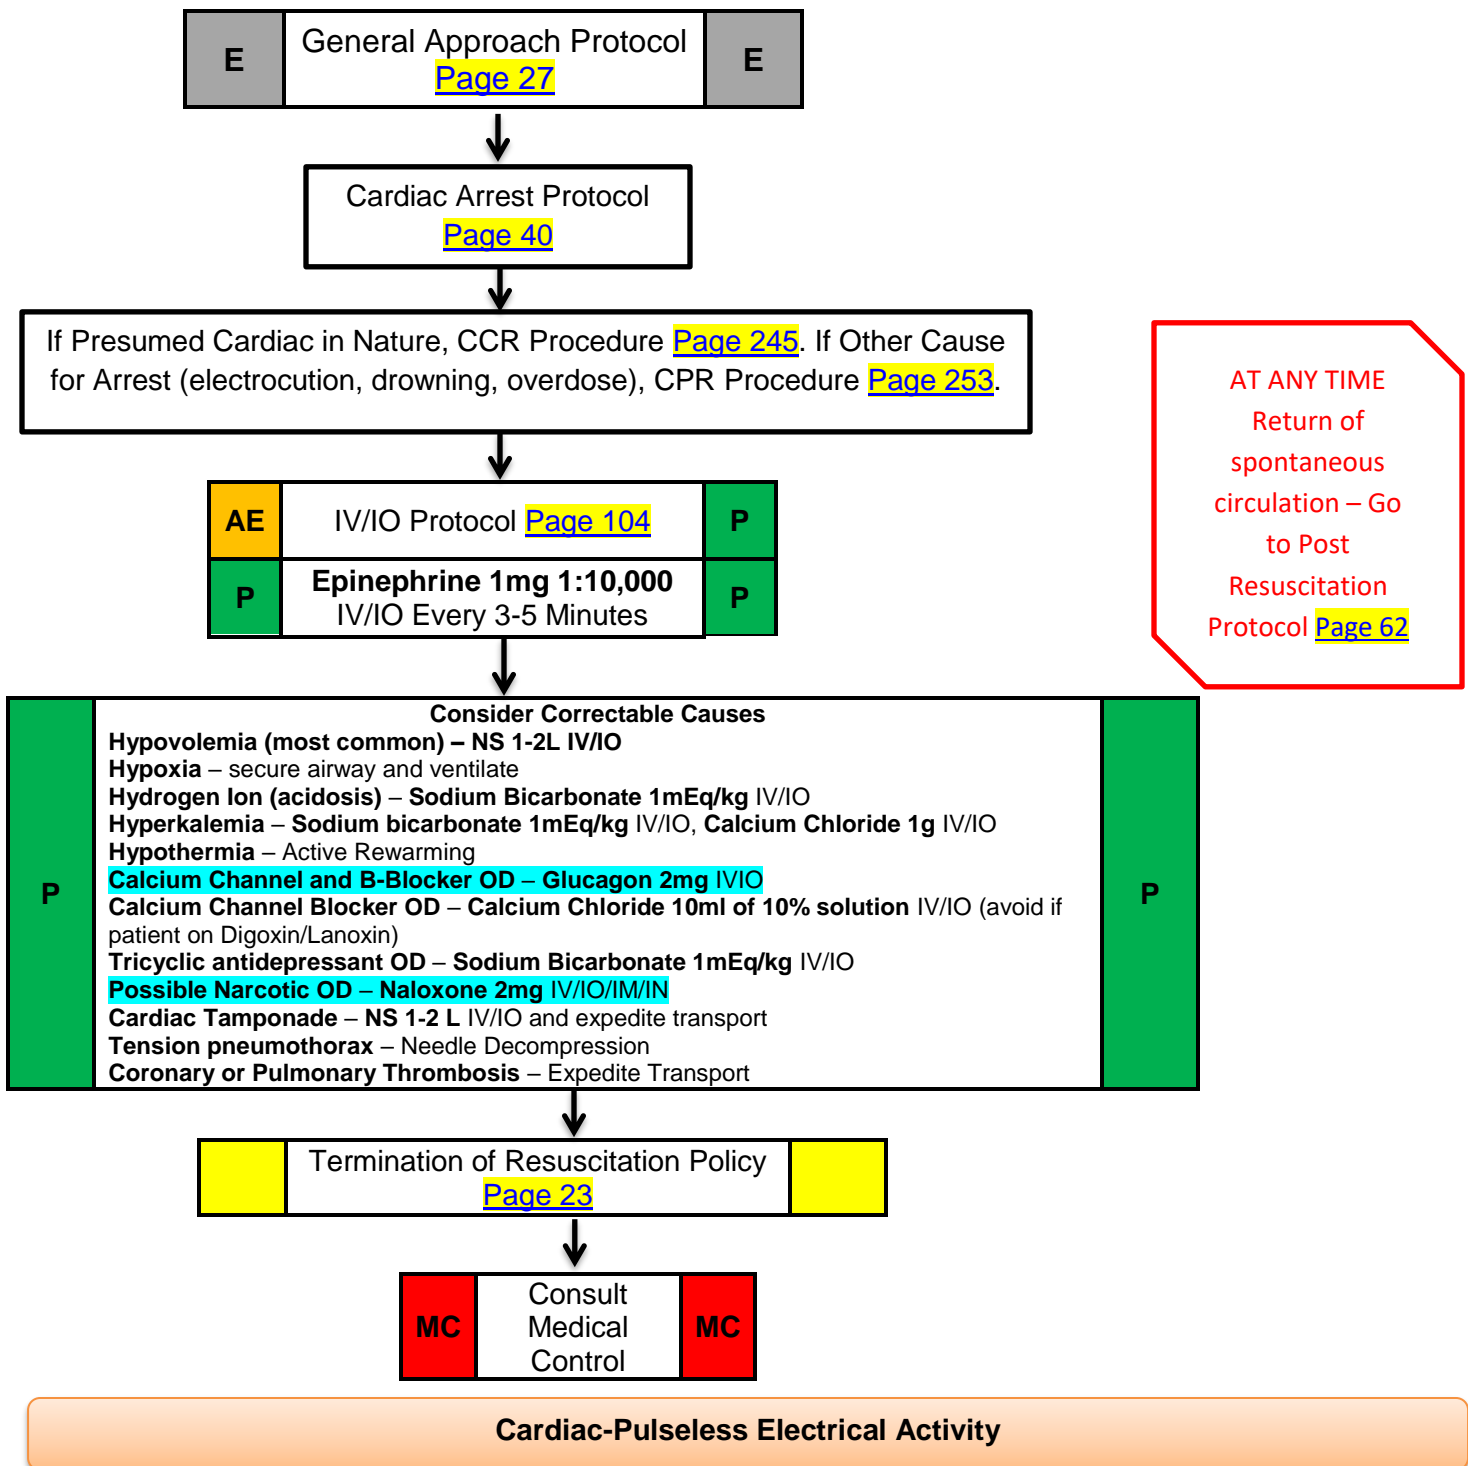 E
General Approach Protocol
Page 27
E
Cardiac Arrest Protocol
Page 40
If Presumed Cardiac in Nature, CCR Procedure Page 245. If Other Cause
for Arrest (electrocution, drowning, overdose), CPR Procedure Page 253.
AT ANY TIME
Return of
spontaneous
circulation – Go
to Post
Resuscitation
Protocol Page 62
AE
IV/IO Protocol Page 104
P
P
Epinephrine 1mg 1:10,000
IV/IO Every 3-5 Minutes
P
P
Consider Correctable Causes
Hypovolemia (most common) – NS 1-2L IV/IO
Hypoxia – secure airway and ventilate
Hydrogen Ion (acidosis) – Sodium Bicarbonate 1mEq/kg IV/IO
Hyperkalemia – Sodium bicarbonate 1mEq/kg IV/IO, Calcium Chloride 1g IV/IO
Hypothermia – Active Rewarming
Calcium Channel and B-Blocker OD – Glucagon 2mg IVIO
Calcium Channel Blocker OD – Calcium Chloride 10ml of 10% solution IV/IO (avoid if
patient on Digoxin/Lanoxin)
Tricyclic antidepressant OD – Sodium Bicarbonate 1mEq/kg IV/IO
Possible Narcotic OD – Naloxone 2mg IV/IO/IM/IN
Cardiac Tamponade – NS 1-2 L IV/IO and expedite transport
Tension pneumothorax – Needle Decompression
Coronary or Pulmonary Thrombosis – Expedite Transport
P
Termination of Resuscitation Policy
Page 23
MC
Consult
Medical
Control
MC
Cardiac-Pulseless Electrical Activity